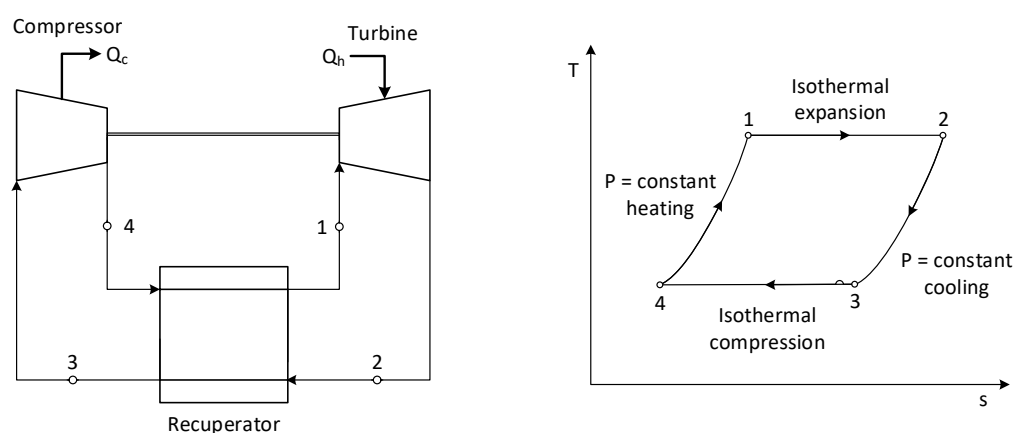 Compressor
Qc
Turbine
Qh
4
1
3
2
Recuperator
T
Isothermal
expansion
1
2
P = constant
heating
P = constant
cooling
4
3
Isothermal
compression
s